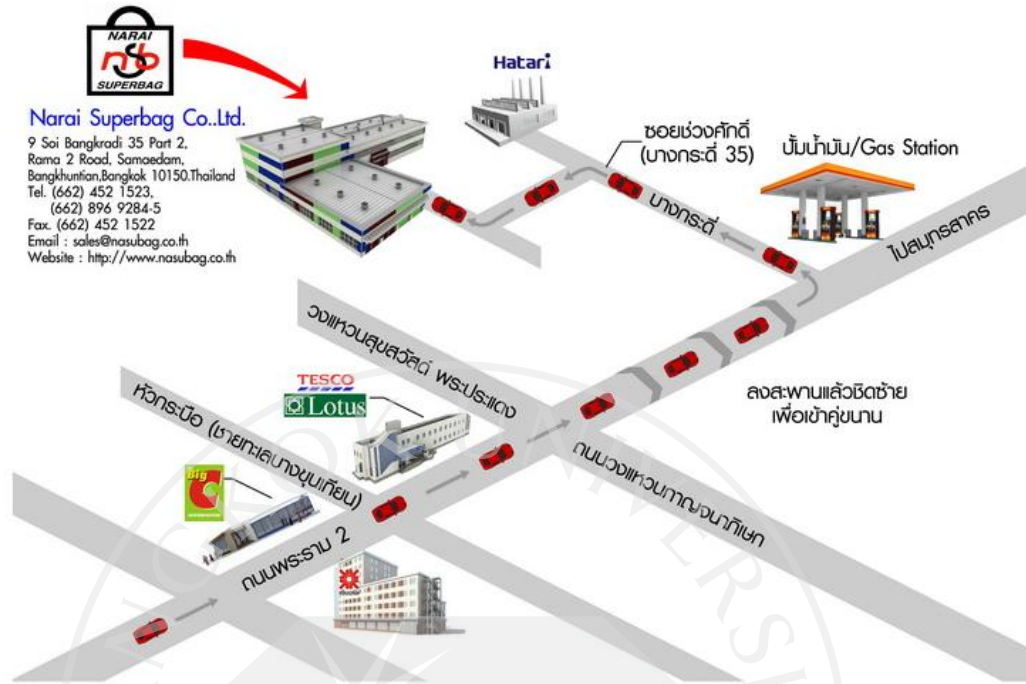 NARAI
nsb
SUPERBAG
Narai Superbag Co..Ltd.
9 Soi Bangkradi 35 Part 2,
Rama 2 Road, Samaedam,
Bangkhuntian,Bangkok 10150.Thailand
Tel. (662) 452 1523,
(662) 896 9284-5
Fax. (662) 452 1522
Email : sales@nasubag.co.th
Website : http://www.nasubag.co.th
Hatari
ซอยช่วงศักดิ์
(บางกระดี่ 35)
ปั้มน้ำมัน/Gas Station
บางกระดี่
ไปสมุทรสาคร
วงแหวนสุขสวัสดิ์ พระประแดง
TESCO
Lotus
หัวกระบือ (ชายทะเลบางขุนเทียน)
Big
C
ลงสะพานแล้วชิดซ้าย
เพื่อเข้าคู่ขนาน
ถนนวงแหวนกาญจนาภิเษก
ถนนพระราม 2